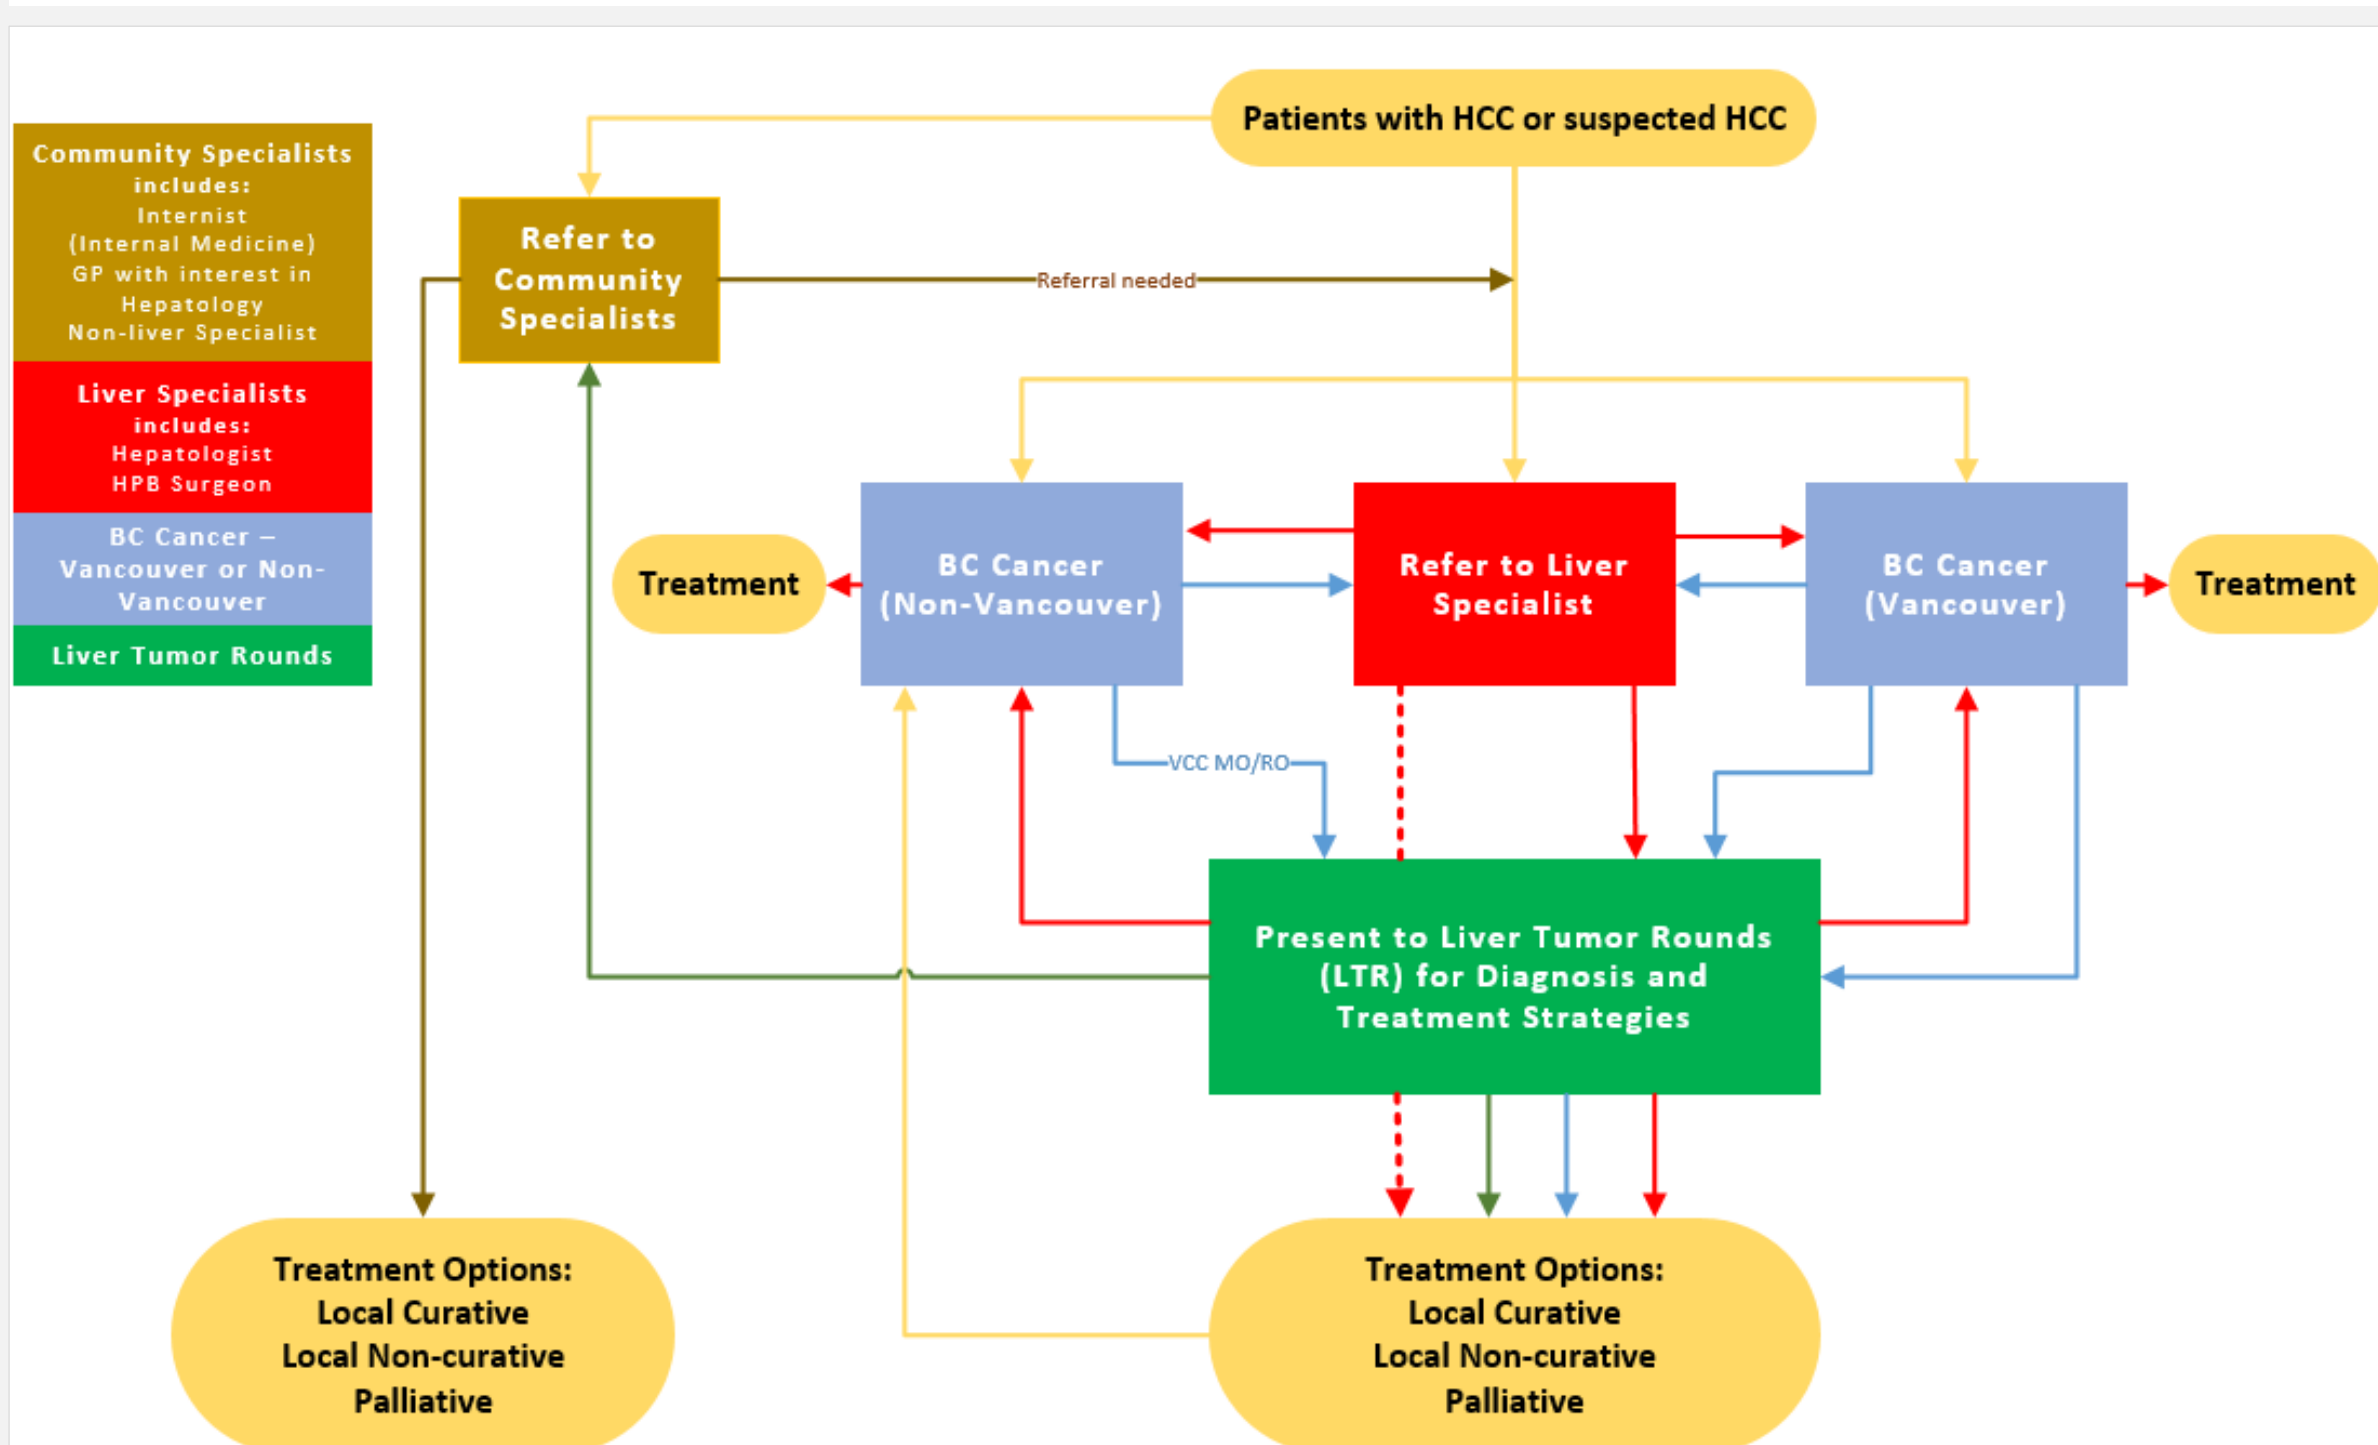 Patients with HCC or suspected HCC
Community Specialists
includes:
Internist
(Internal Medicine)
GP with interest in
Hepatology
Non-liver Specialist
Liver Specialists
includes:
Hepatologist
HPB Surgeon
BC Cancer –
Vancouver or Non-
Vancouver
Liver Tumor Rounds
Refer to
Community
Specialists
Referral needed
Treatment
BC Cancer
(Non-Vancouver)
Refer to Liver
Specialist
BC Cancer
(Vancouver)
Treatment
VCC MO/RO
Present to Liver Tumor Rounds
(LTR) for Diagnosis and
Treatment Strategies
Treatment Options:
Local Curative
Local Non-curative
Palliative
Treatment Options:
Local Curative
Local Non-curative
Palliative